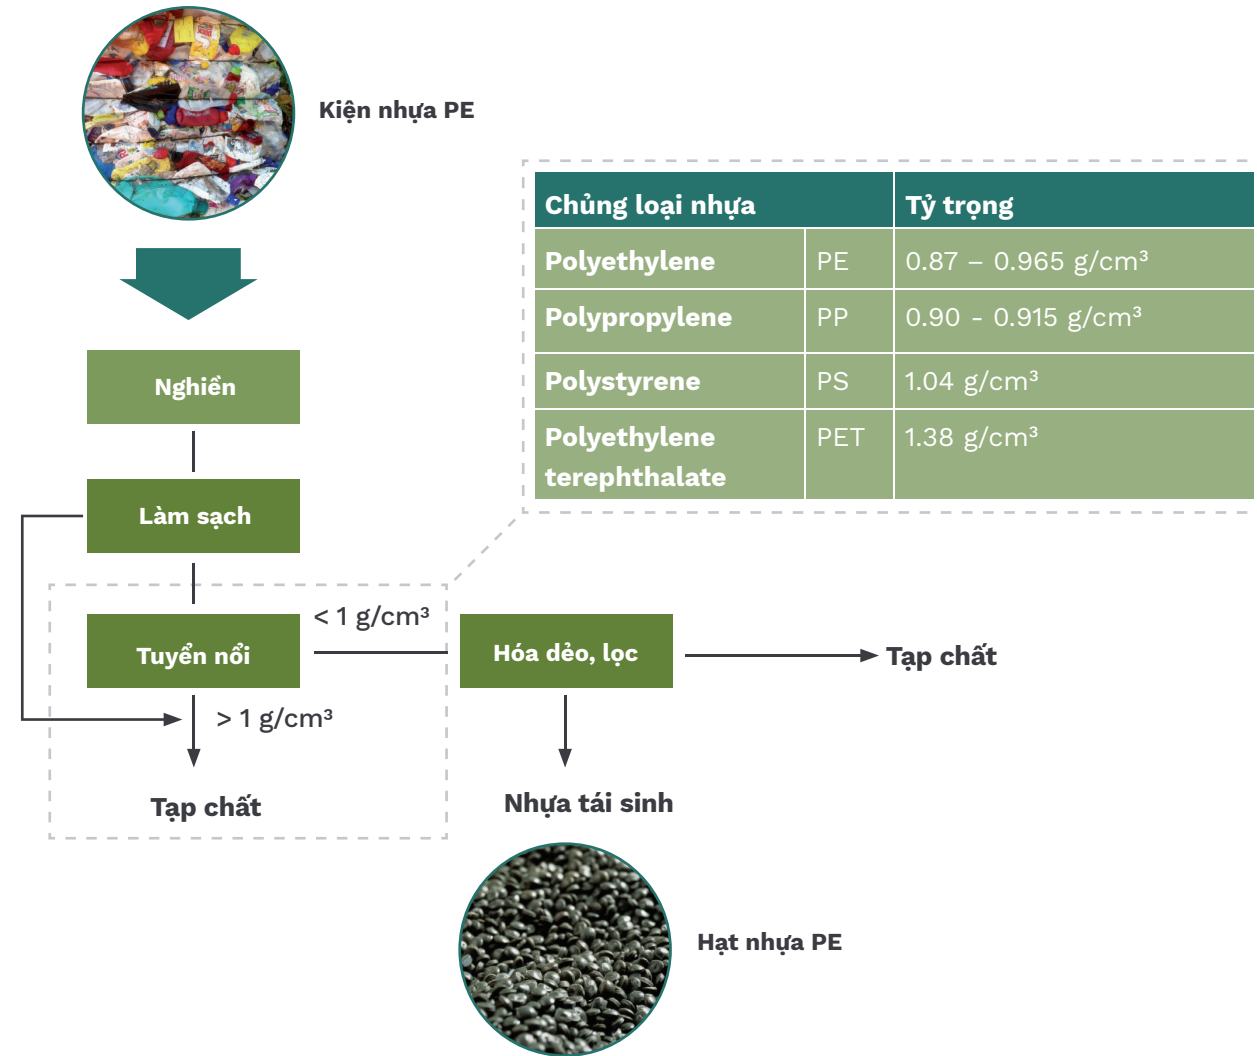 Kiện nhựa PE
Chủng loại nhựa Tỷ trọng
Polyethylene PE 0.87 – 0.965 g/cm³
Polypropylene PP 0.90 - 0.915 g/cm³
Polystyrene PS 1.04 g/cm³
Polyethylene PET 1.38 g/cm³
terephthalate
Nghiền
Làm sạch
Tuyển nổi
< 1 g/cm³
Hóa dẻo, lọc
Tạp chất
> 1 g/cm³
Tạp chất
Nhựa tái sinh
Hạt nhựa PE